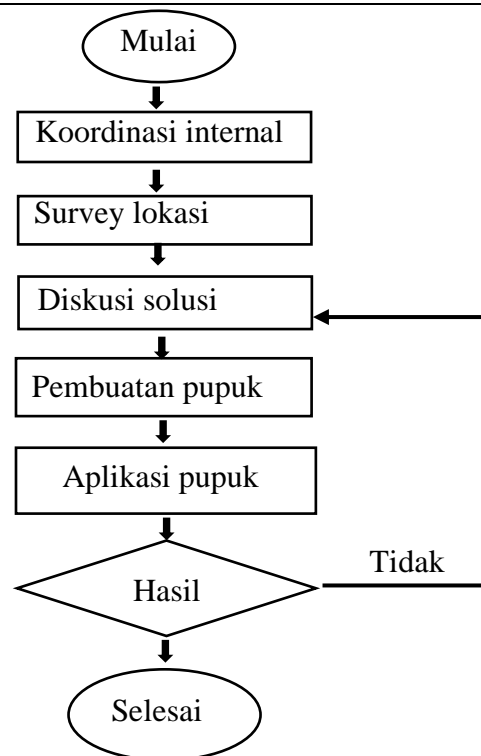 Mulai
Koordinasi internal
Survey lokasi
Diskusi solusi
Pembuatan pupuk
Aplikasi pupuk
Tidak
Hasil
Selesai